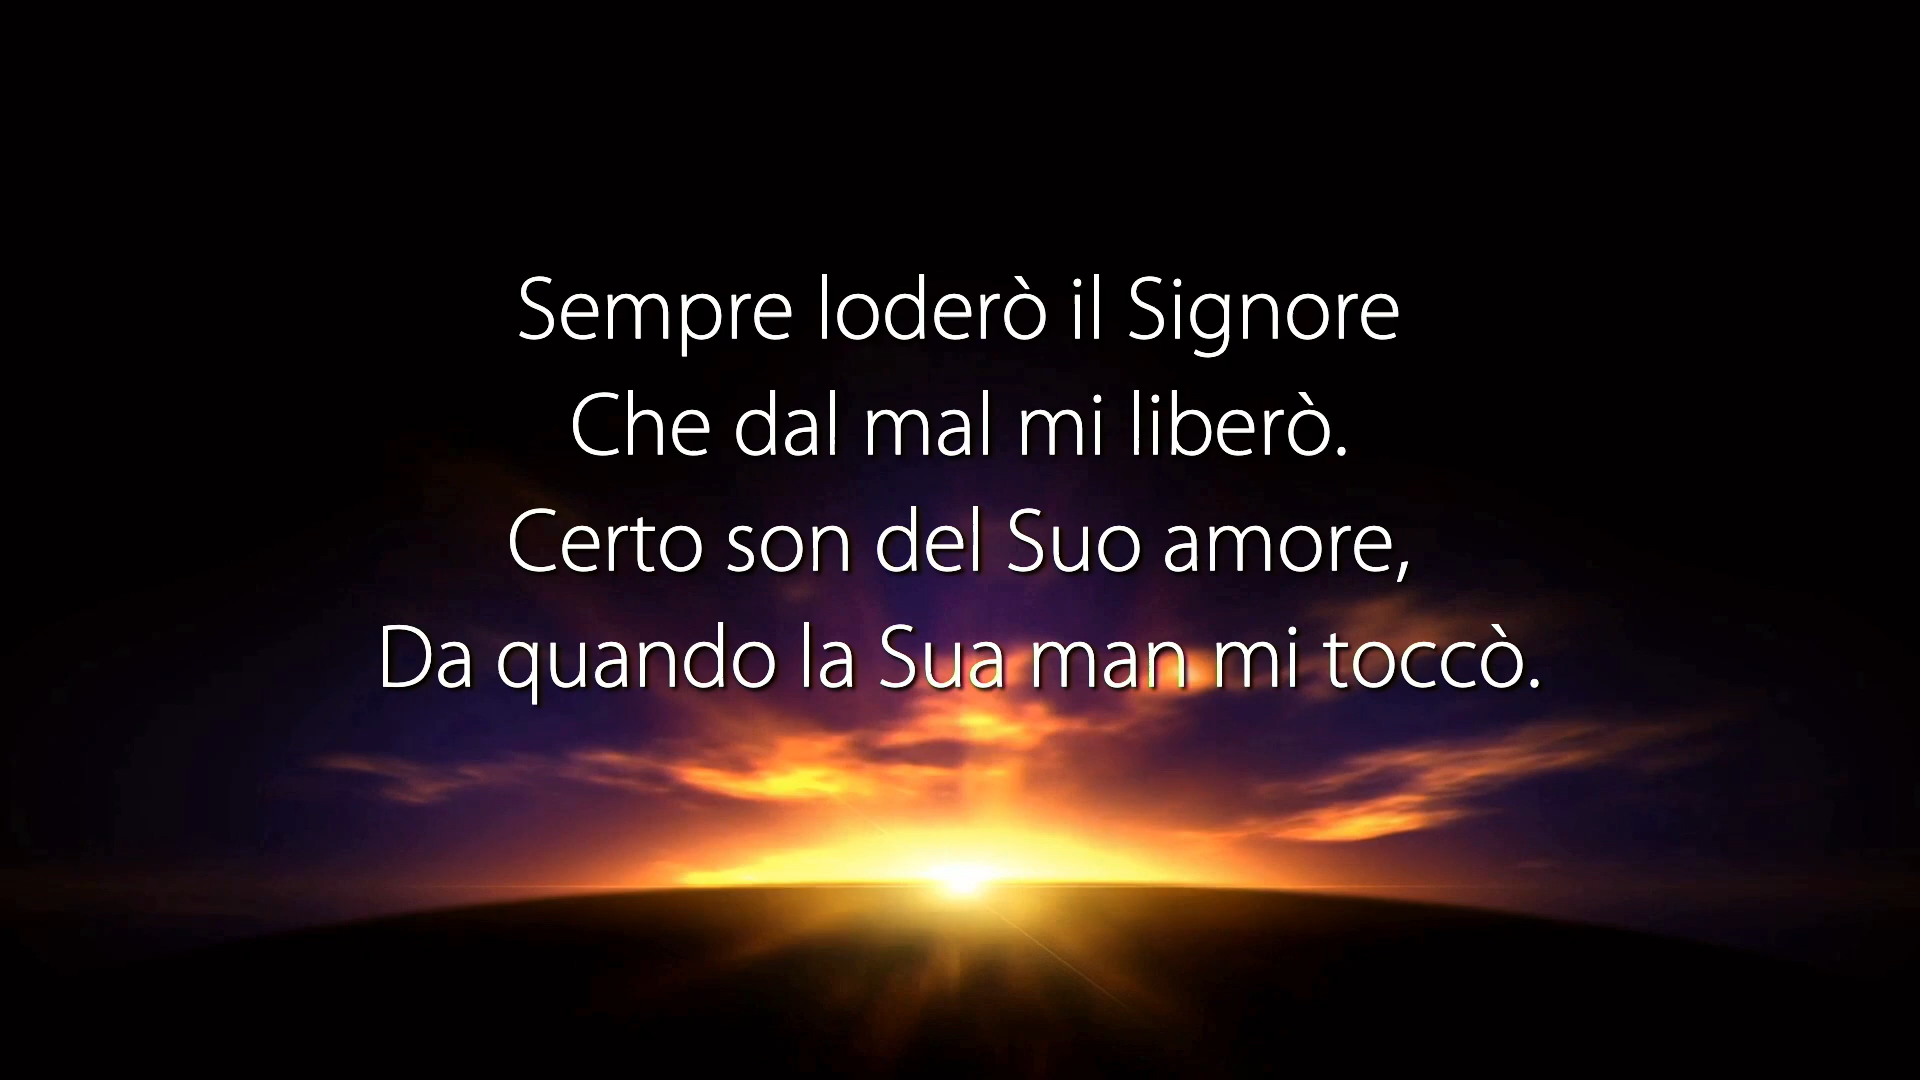 Sempre loderò il Signore
Che dal mal mi liberò.
Certo son del Suo amore,
Da quando la Sua man mi toccò.